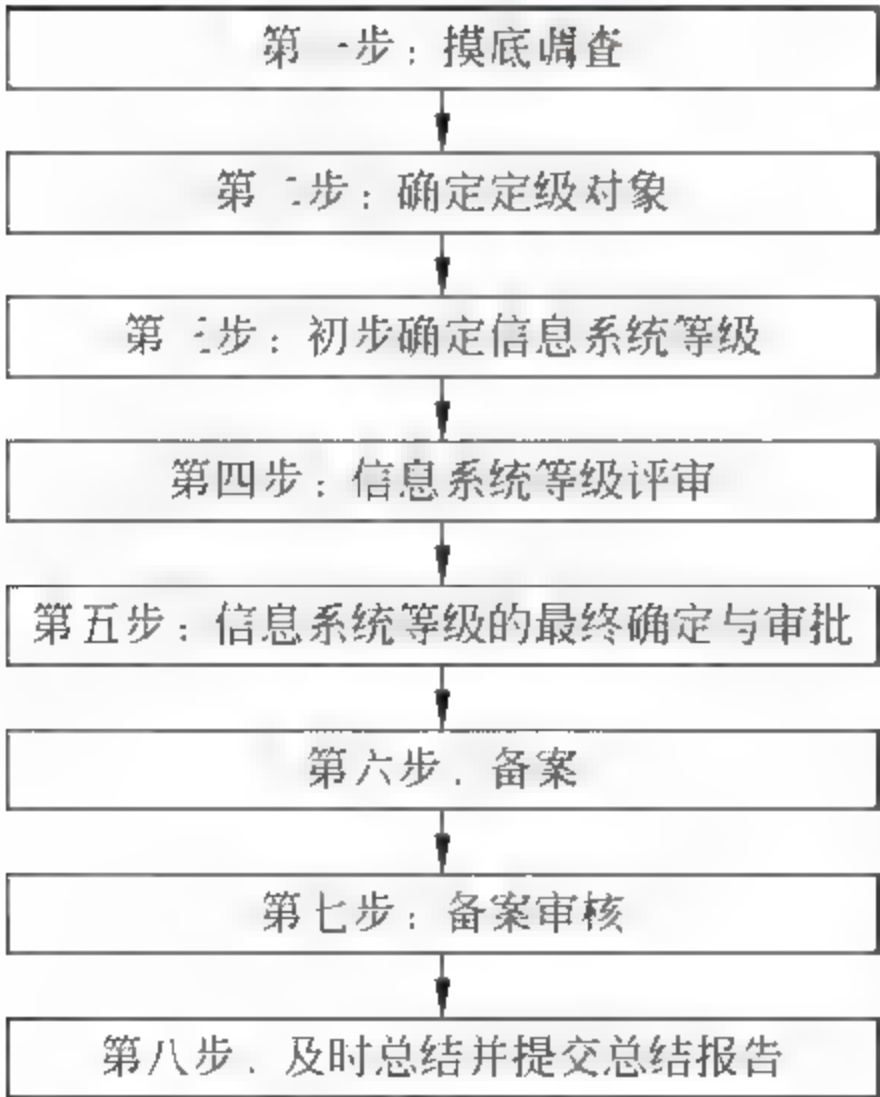 第一步：摸底调查
第二步：确定定级对象
第三步：初步确定信息系统等级
第四步：信息系统等级评审
第五步：信息系统等级的最终确定与审批
第六步：备案
第七步：备案审核
第八步：及时总结并提交总结报告